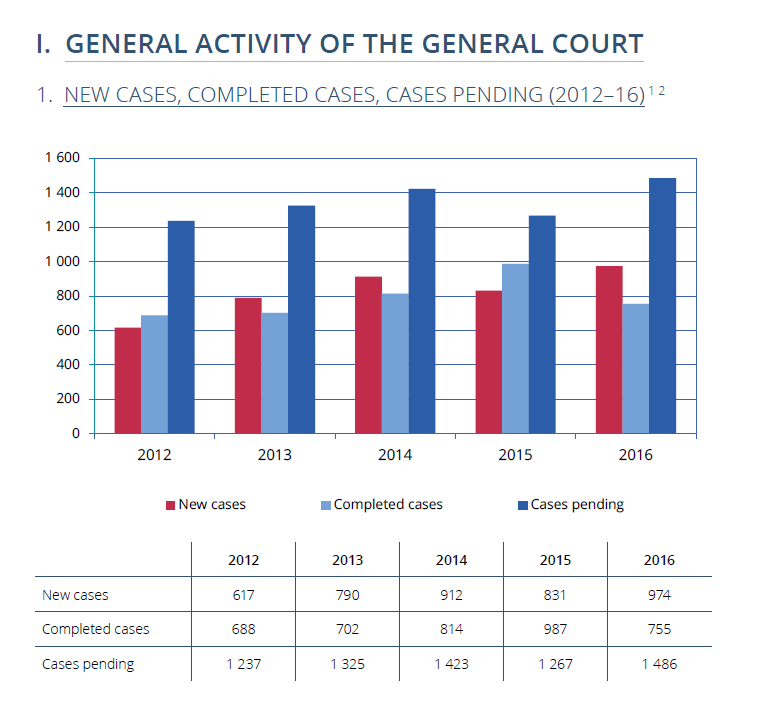 I. GENERAL ACTIVITY OF THE GENERAL COURT
1. NEW CASES, COMPLETED CASES, CASES PENDING (2012–16) 1 2
1 600
1 400
1 200
1 000
800
600
400
200
0
2012 2013 2014 2015 2016
New cases Completed cases Cases pending
2012 2013 2014 2015 2016
New cases 617 790 912 831 974
Completed cases 688 702 814 987 755
Cases pending 1 237 1 325 1 423 1 267 1 486